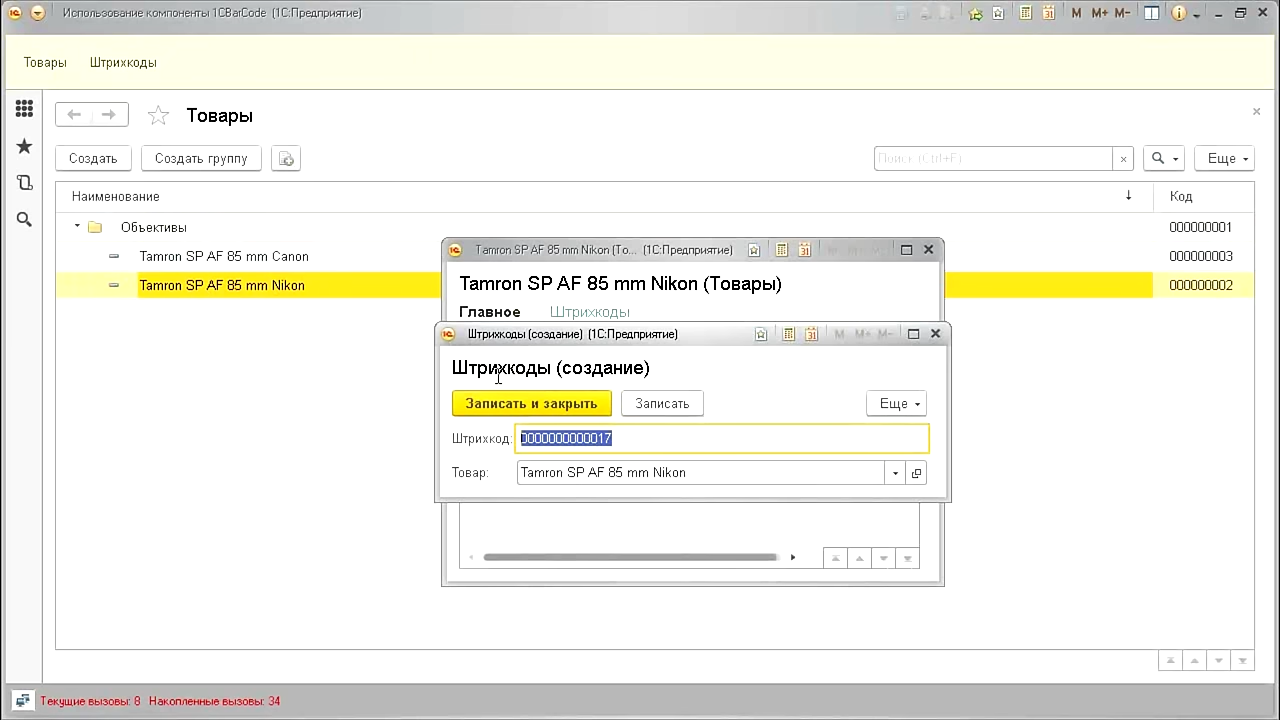 Использование компоненты 1CBarCode (1С:Предприятие)
M M+ M-
Товары Штрихкоды
Товары
Создать Создать группу Поиск (Ctrl+F) × Еще
Наименование ↓ Код
Объективы 000000001
Tamron SP AF 85 mm Canon 000000003
Tamron SP AF 85 mm Nikon 000000002
Tamron SP AF 85 mm Nikon (То... (1С:Предприятие)
Tamron SP AF 85 mm Nikon (Товары)
Главное Штрихкоды
Штрихкоды (создание) (1С:Предприятие) M M+ M-
Штрихкоды (создание)
Записать и закрыть Записать Еще
Штрихкод: 0000000000017
Товар: Tamron SP AF 85 mm Nikon
Текущие вызовы: 8 Накопленные вызовы: 34